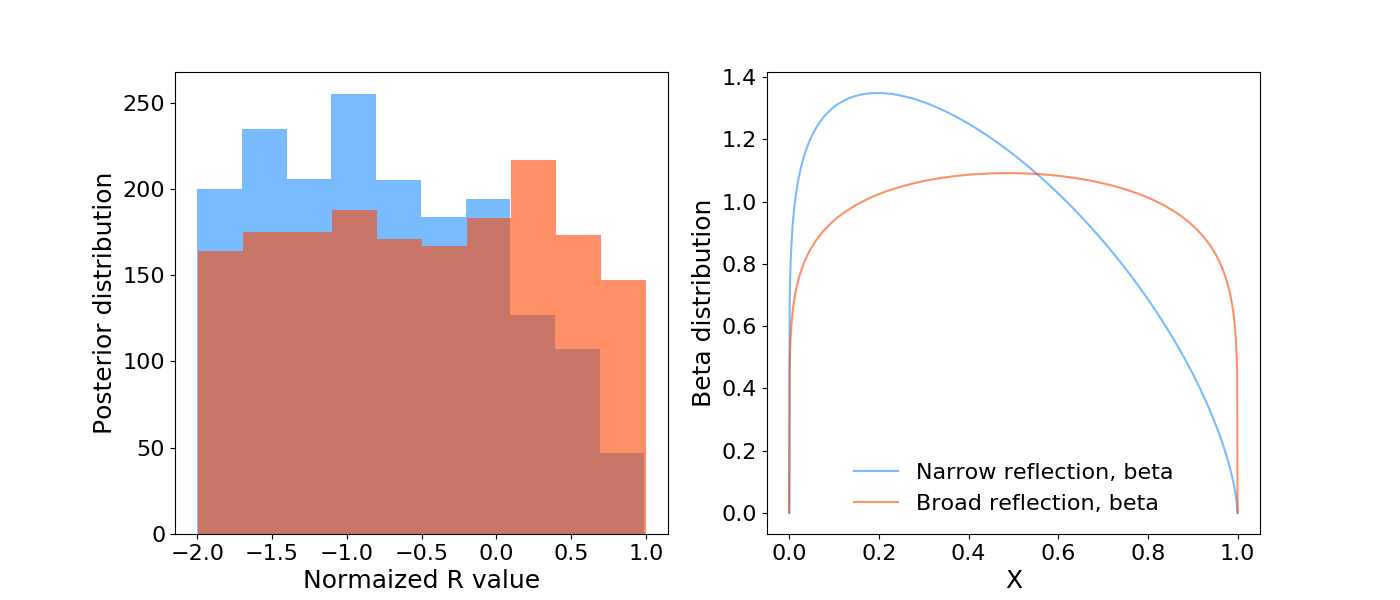 Posterior distribution
250
200
150
100
50
0
−2.0 −1.5 −1.0 −0.5 0.0 0.5 1.0
Normaized R value
Beta distribution
1.4
1.2
1.0
0.8
0.6
0.4
0.2
0.0
Narrow reflection, beta
Broad reflection, beta
0.0 0.2 0.4 0.6 0.8 1.0
X